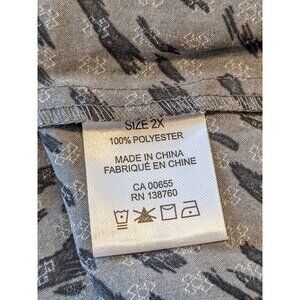 SIZE 2X
100% POLYESTER
MADE IN CHINA
FABRIQUÉ EN CHINE
CA 00655
RN 138760